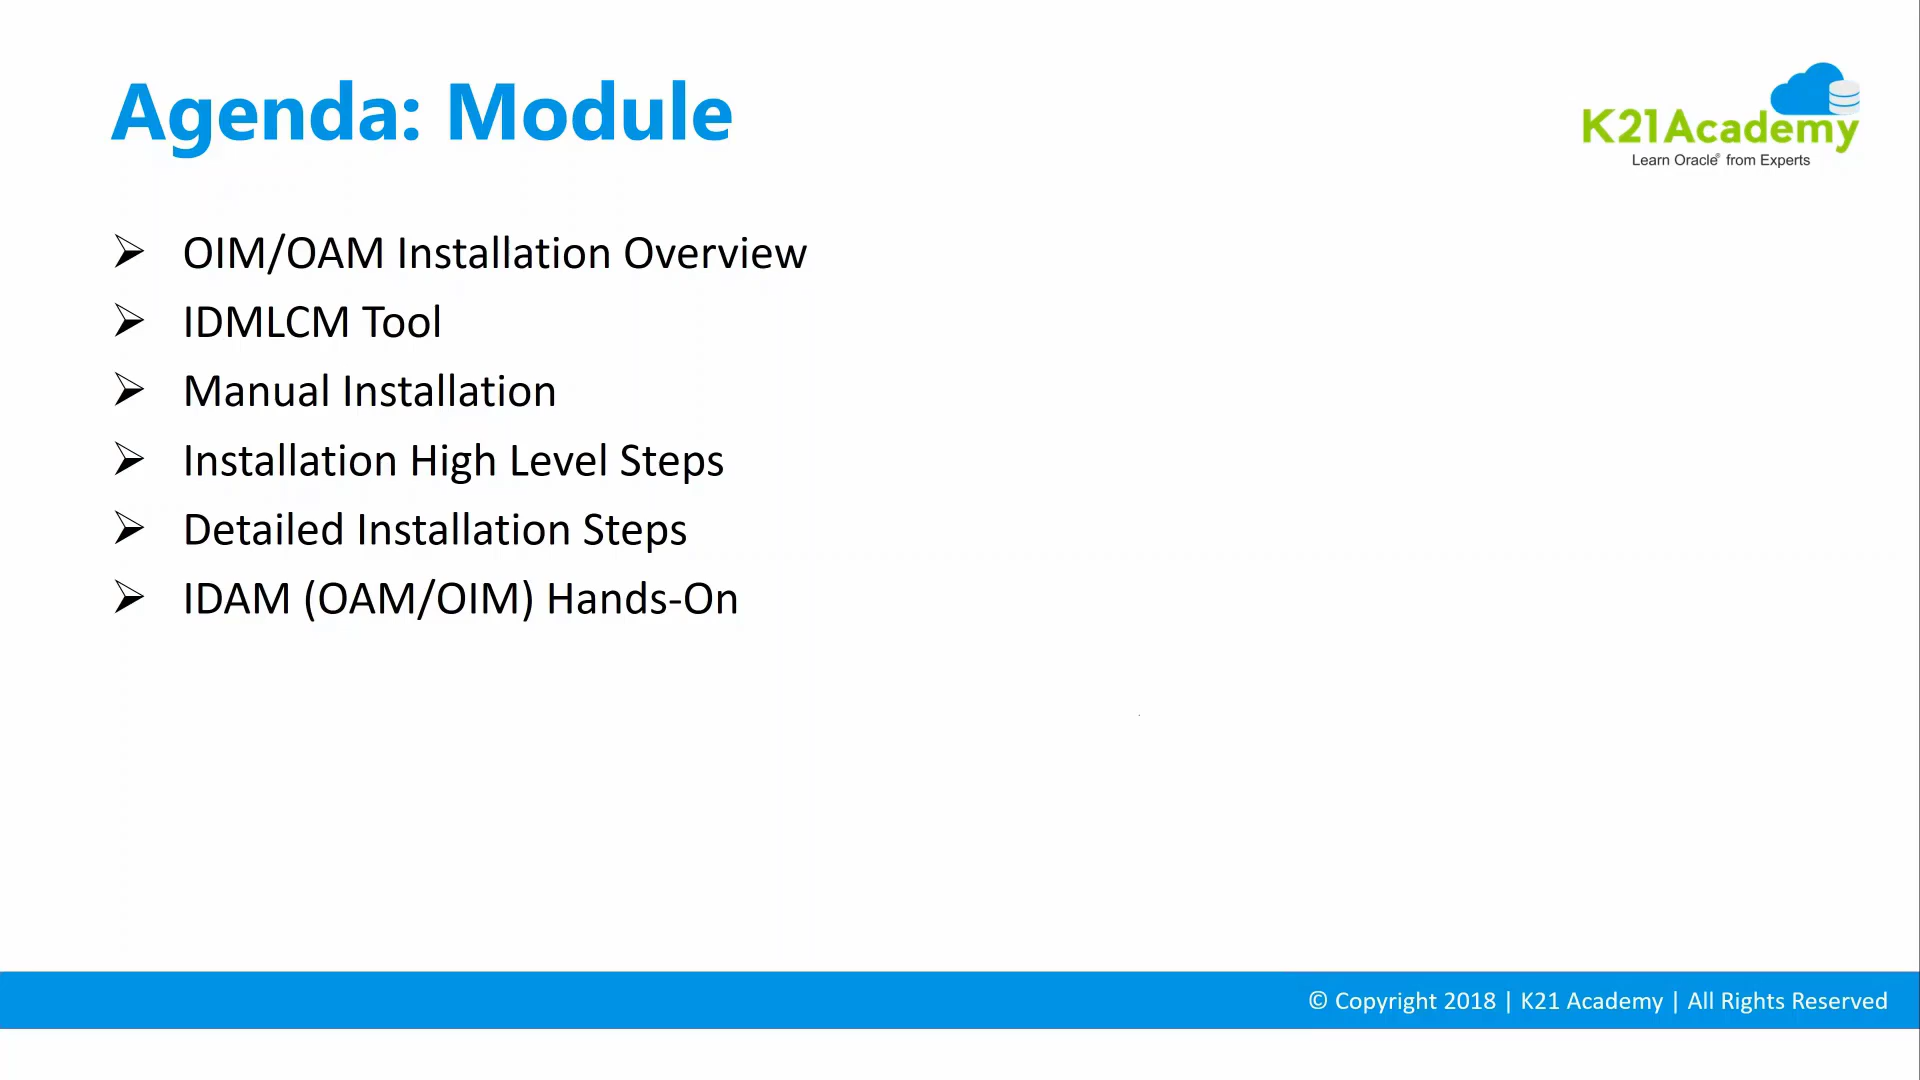 Agenda: Module
K21Academy
Learn Oracle® from Experts
➢ OIM/OAM Installation Overview
➢ IDMLCM Tool
➢ Manual Installation
➢ Installation High Level Steps
➢ Detailed Installation Steps
➢ IDAM (OAM/OIM) Hands-On
© Copyright 2018 | K21 Academy | All Rights Reserved